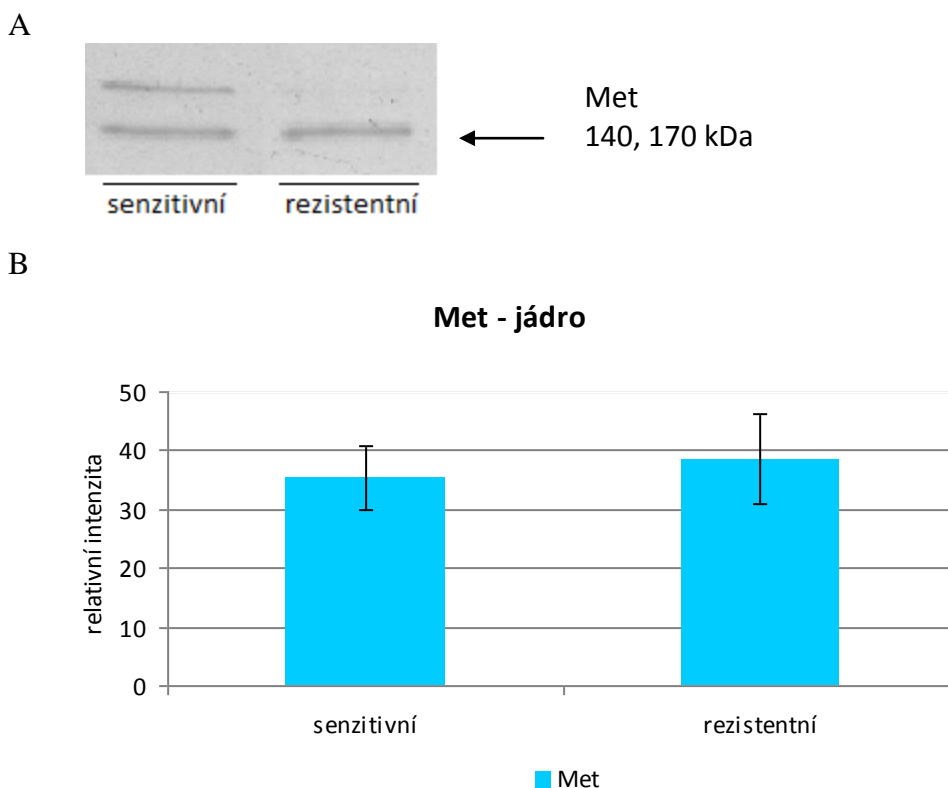 A
Met
140, 170 kDa
senzitivní rezistentní
B
Met - jádro
50
40
30
20
10
0
relativní intenzita
senzitivní rezistentní
Met